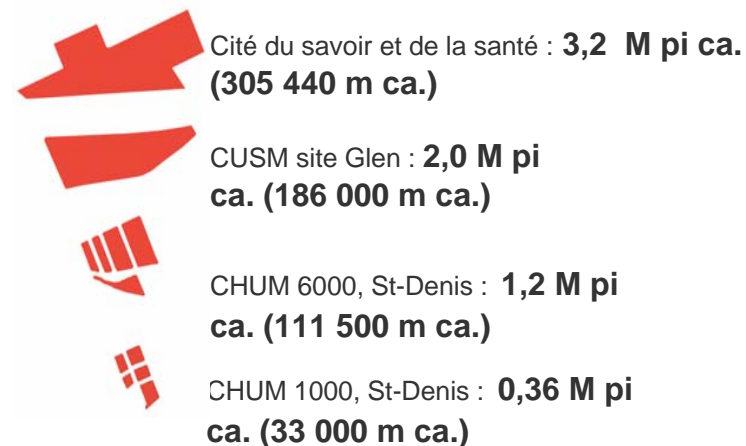 Cité du savoir et de la santé : 3,2 M pi ca.
(305 440 m ca.)
CUSM site Glen : 2,0 M pi
ca. (186 000 m ca.)
CHUM 6000, St-Denis : 1,2 M pi
ca. (111 500 m ca.)
CHUM 1000, St-Denis : 0,36 M pi
ca. (33 000 m ca.)